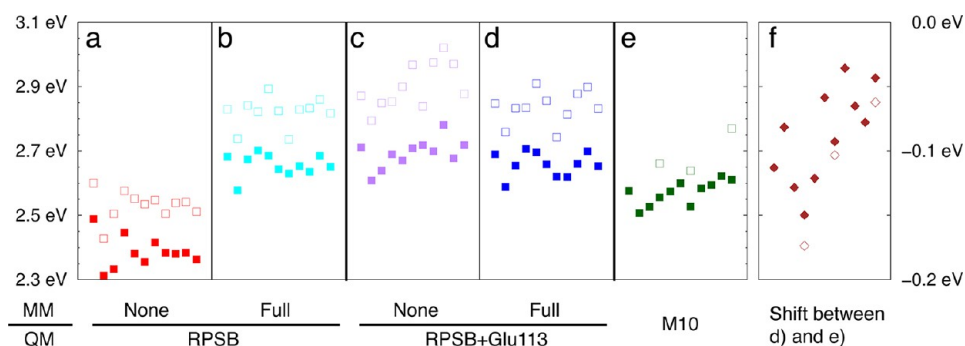 3.1 eV
2.9 eV
2.7 eV
2.5 eV
2.3 eV
a
b
c
d
e
f
0.0 eV
−0.1 eV
−0.2 eV
MM
None
Full
None
Full
QM
RPSB
RPSB+Glu113
M10
Shift between
d) and e)